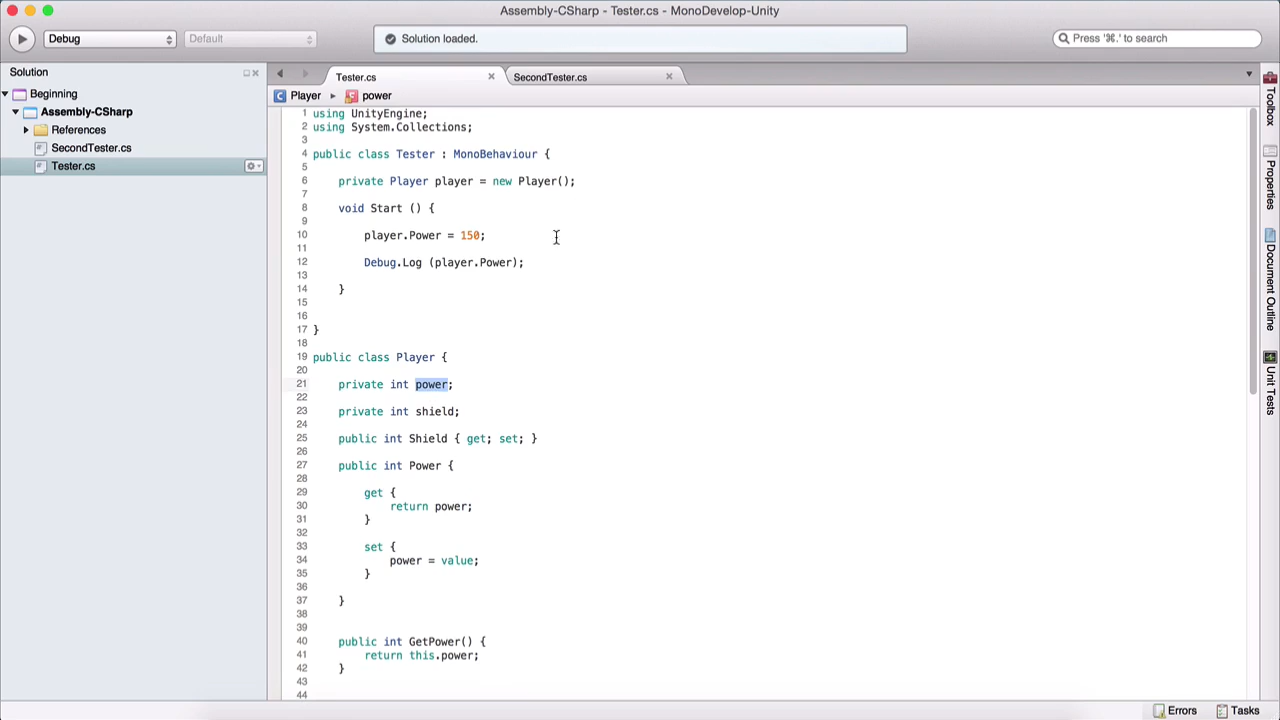 Assembly-CSharp - Tester.cs - MonoDevelop-Unity
Debug
Default
Solution loaded.
Press '⌘.' to search
Solution
Beginning
Assembly-CSharp
References
SecondTester.cs
Tester.cs
Tester.cs
SecondTester.cs
C Player
power
1 using UnityEngine;
2 using System.Collections;
3
4 public class Tester : MonoBehaviour {
5
6 private Player player = new Player();
7
8 void Start () {
9
10 player.Power = 150;
11
12 Debug.Log (player.Power);
13
14 }
15
16
17 }
18
19 public class Player {
20
21 private int power;
22
23 private int shield;
24
25 public int Shield { get; set; }
26
27 public int Power {
28
29 get {
30 return power;
31 }
32
33 set {
34 power = value;
35 }
36
37 }
38
39
40 public int GetPower() {
41 return this.power;
42 }
43
44
Toolbox
Properties
Document Outline
Unit Tests
Errors
Tasks